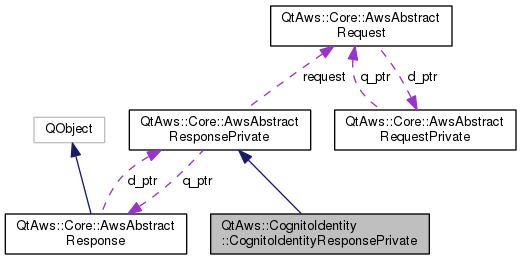 QtAws::Core::AwsAbstract
Request
request
q_ptr
d_ptr
QObject
QtAws::Core::AwsAbstract
ResponsePrivate
QtAws::Core::AwsAbstract
RequestPrivate
d_ptr
q_ptr
QtAws::Core::AwsAbstract
Response
QtAws::CognitoIdentity
::CognitoIdentityResponsePrivate